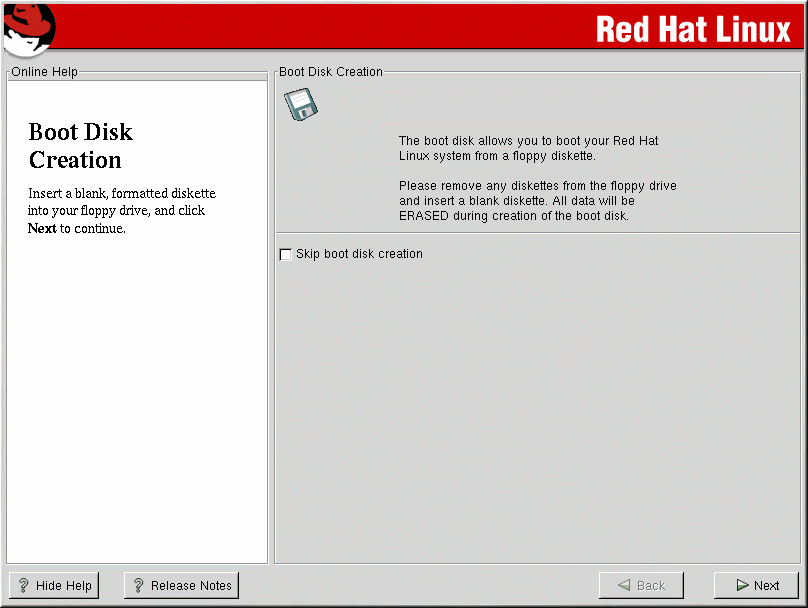 Red Hat Linux
Online Help
Boot Disk
Creation
Insert a blank, formatted diskette
into your floppy drive, and click
Next to continue.
Boot Disk Creation
The boot disk allows you to boot your Red Hat
Linux system from a floppy diskette.
Please remove any diskettes from the floppy drive
and insert a blank diskette. All data will be
ERASED during creation of the boot disk.
Skip boot disk creation
Hide Help
Release Notes
Back
Next